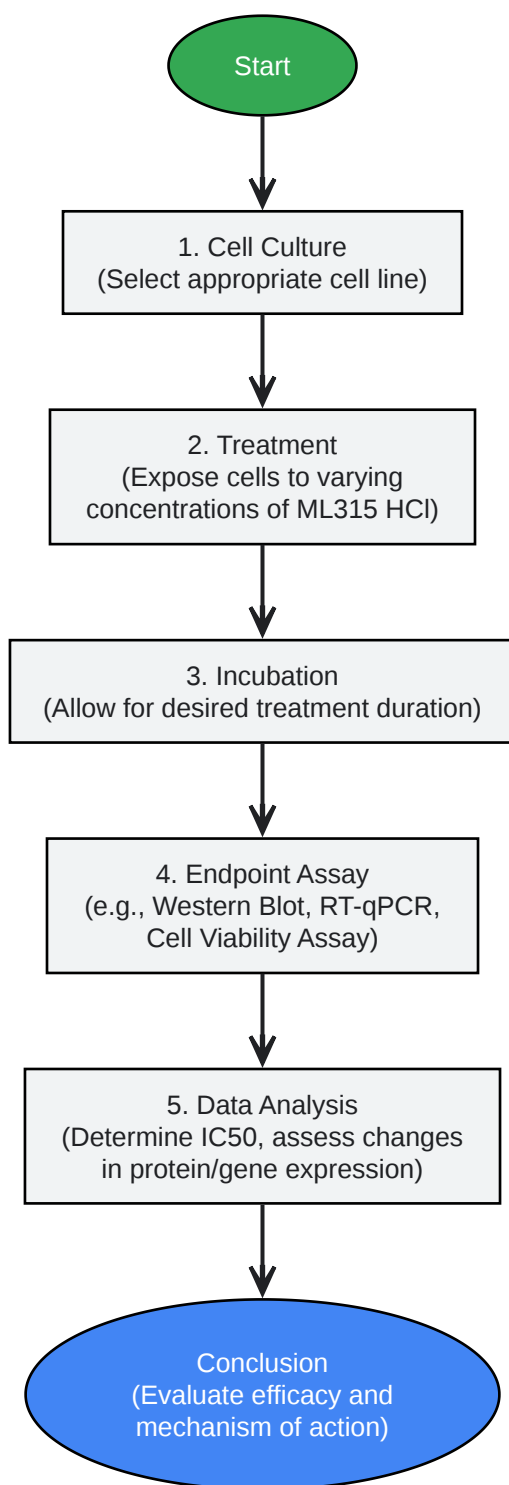 Start
1. Cell Culture
(Select appropriate cell line)
2. Treatment
(Expose cells to varying
concentrations of ML315 HCl)
3. Incubation
(Allow for desired treatment duration)
4. Endpoint Assay
(e.g., Western Blot, RT-qPCR,
Cell Viability Assay)
5. Data Analysis
(Determine IC50, assess changes
in protein/gene expression)
Conclusion
(Evaluate efficacy and
mechanism of action)